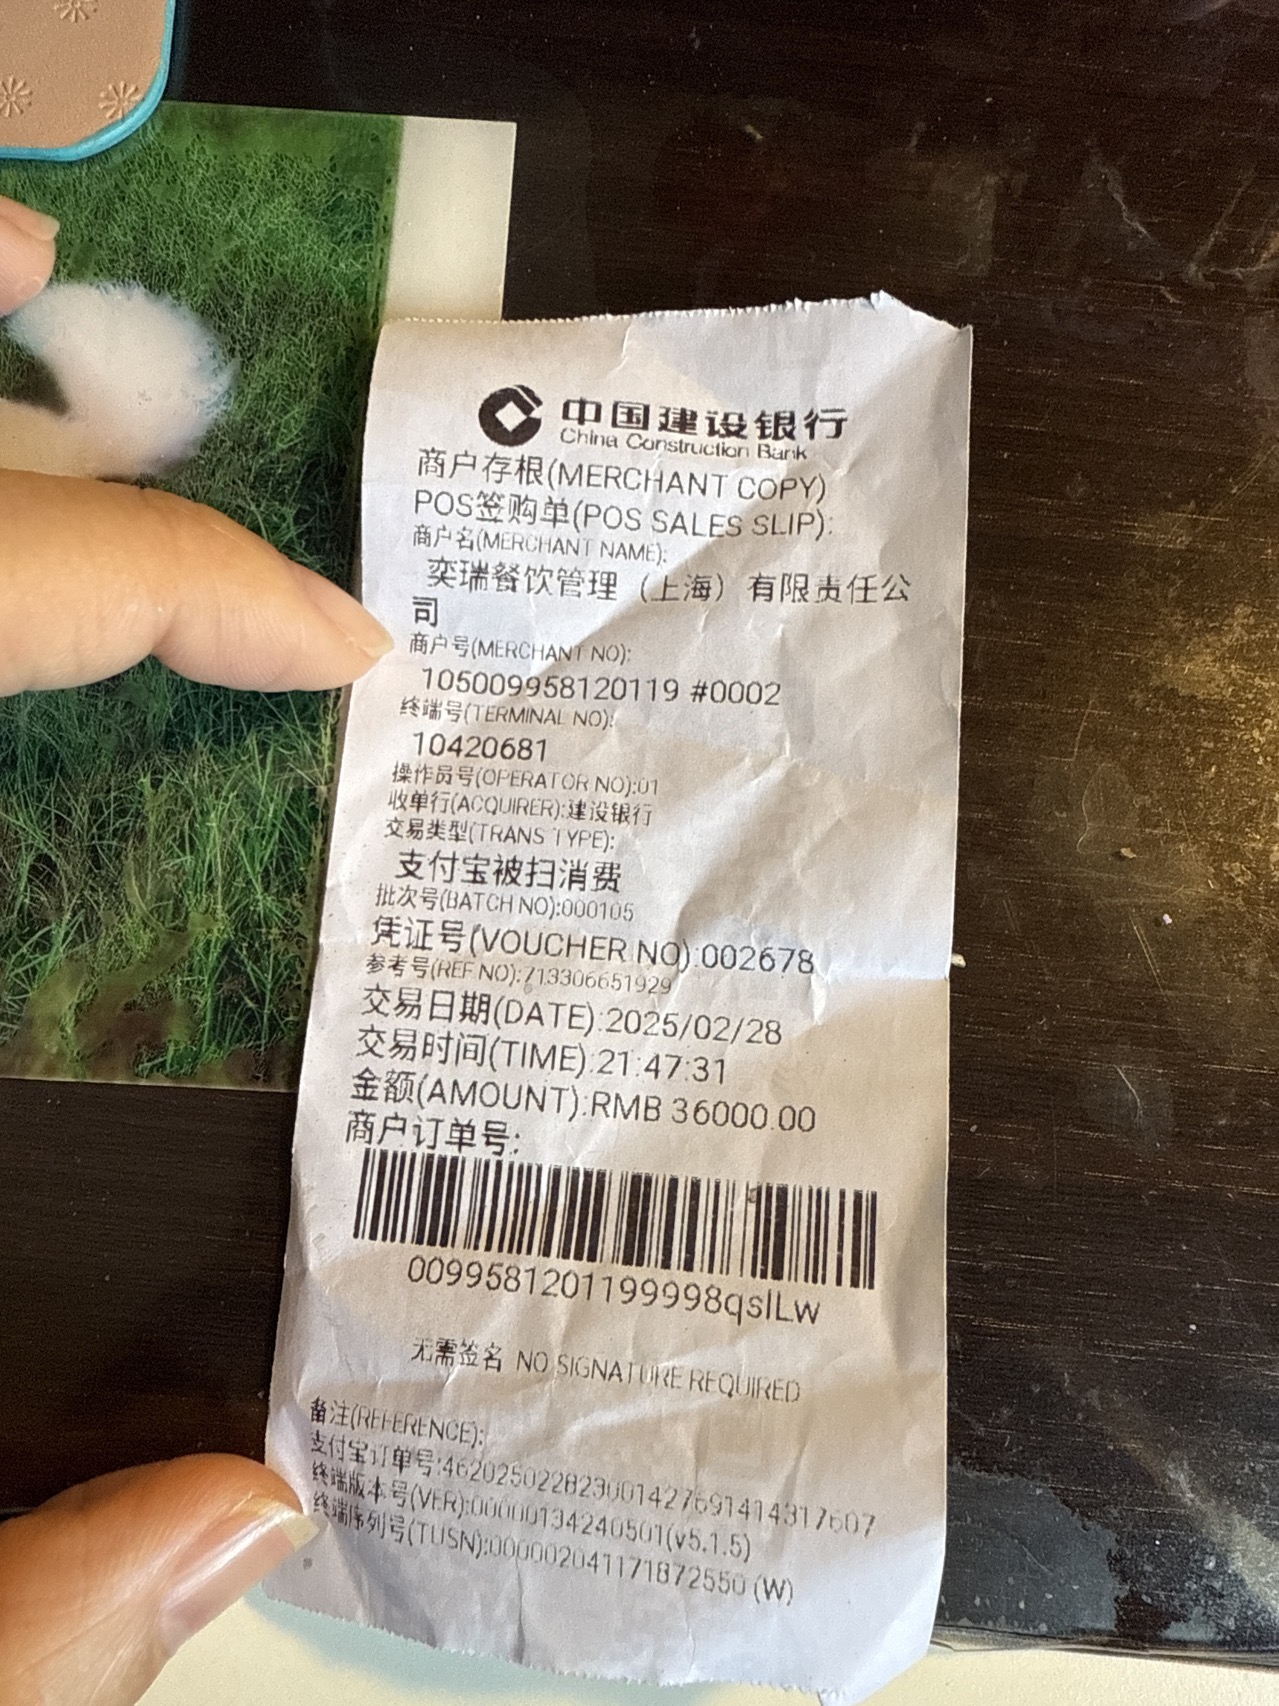 中国建设银行
China Construction Bank
商户存根(MERCHANT COPY)
POS签购单(POS SALES SLIP):
商户名(MERCHANT NAME):
奕瑞餐饮管理（上海）有限责任公
司
商户号(MERCHANT NO):
105009958120119 #0002
终端号(TERMINAL NO):
10420681
操作员号(OPERATOR NO):01
收单行(ACQUIRER):建设银行
交易类型(TRANS TYPE):
支付宝被扫消费
批次号(BATCH NO):000105
凭证号(VOUCHER NO):002678
参考号(REF NO):713306651929
交易日期(DATE):2025/02/28
交易时间(TIME):21:47:31
金额(AMOUNT):RMB 36000.00
商户订单号:
0099581201199998qslLw
无需签名 NO SIGNATURE REQUIRED
备注(REFERENCE):
支付宝订单号:46202502282300142769141431​7607
终端版本号(VER):00000134240501(v5.1.5)
终端序列号(TUSN):000002041171872550 (W)